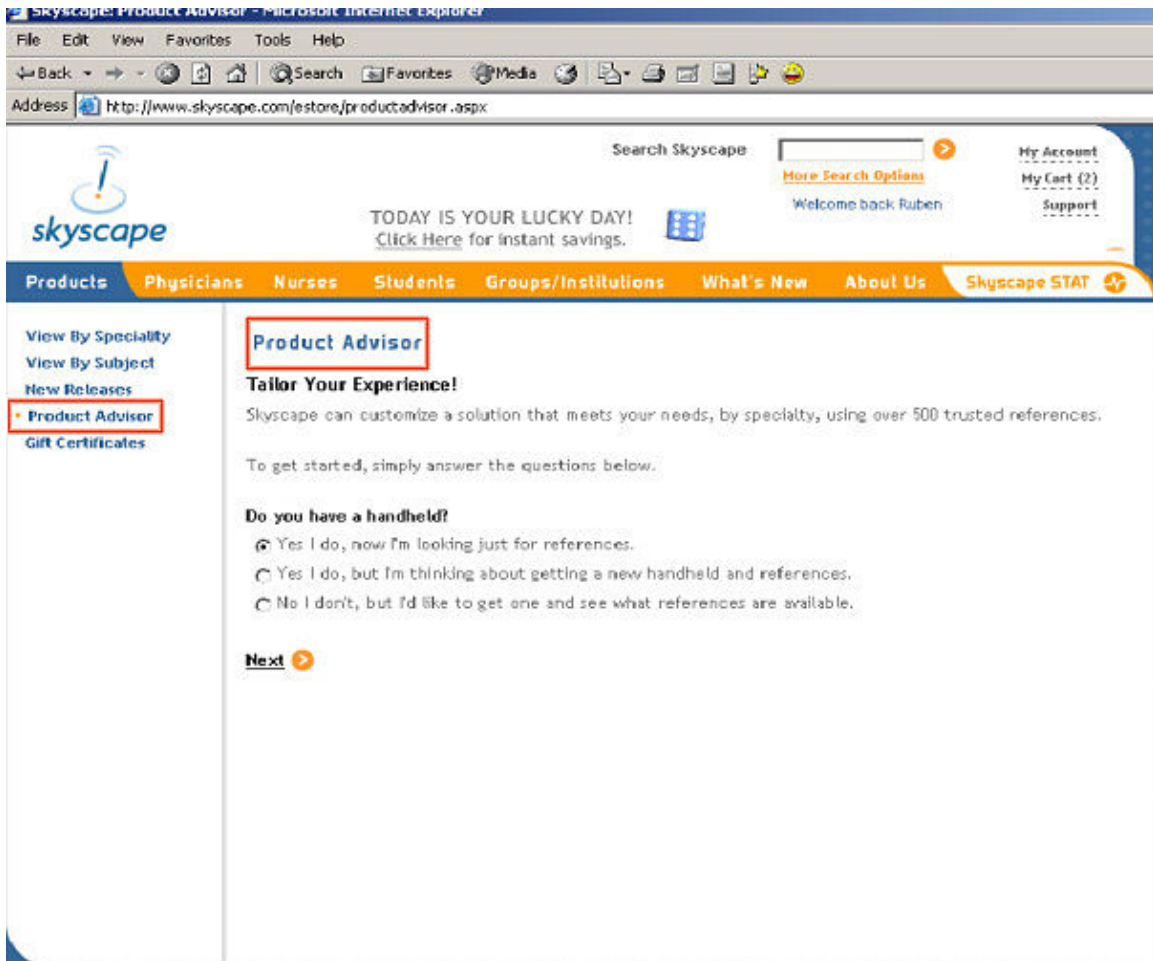 Skyscape: Product Advisor - Microsoft Internet Explorer
File Edit View Favorites Tools Help
Back Search Favorites Media
Address http://www.skyscape.com/estore/productadvisor.aspx
Search Skyscape
My Account
More Search Options
My Cart (2)
Welcome back Ruben
Support
skyscape
TODAY IS YOUR LUCKY DAY!
Click Here for instant savings.
Products Physicians Nurses Students Groups/Institutions What's New About Us Skyscape STAT
View By Speciality
View By Subject
New Releases
Product Advisor
Gift Certificates
Product Advisor
Tailor Your Experience!
Skyscape can customize a solution that meets your needs, by specialty, using over 500 trusted references.
To get started, simply answer the questions below.
Do you have a handheld?
Yes I do, now I'm looking just for references.
Yes I do, but I'm thinking about getting a new handheld and references.
No I don't, but I'd like to get one and see what references are available.
Next